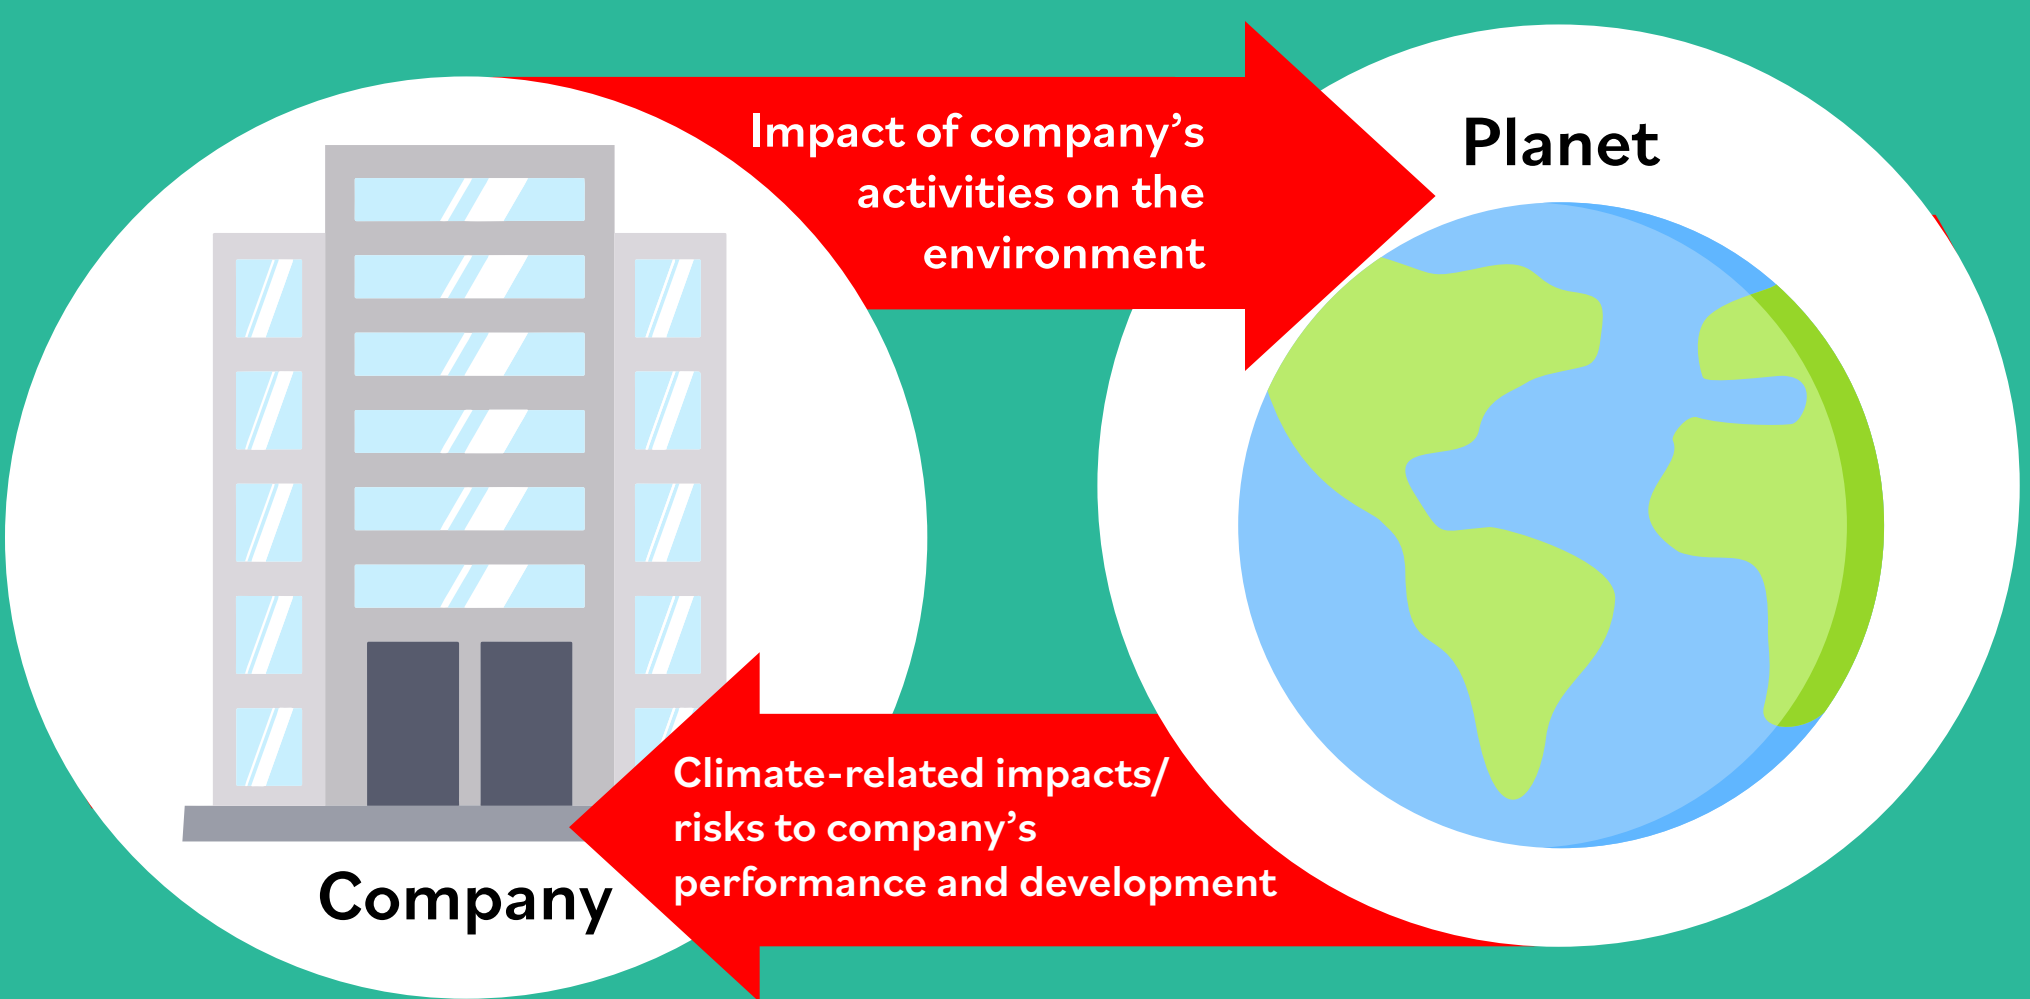 Impact of company’s
activities on the
environment
Planet
Climate-related impacts/
risks to company’s
performance and development
Company